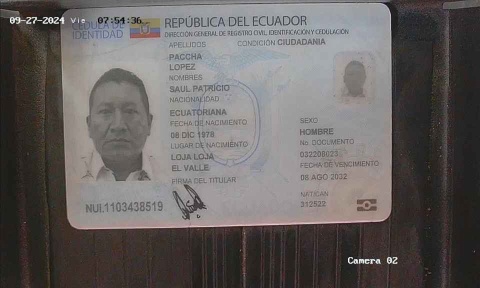 09-27-2024 Vie 07:54:36
CÉDULA DE IDENTIDAD
REPÚBLICA DEL ECUADOR
DIRECCIÓN GENERAL DE REGISTRO CIVIL, IDENTIFICACIÓN Y CEDULACIÓN
APELLIDOS
CONDICIÓN CIUDADANÍA
PACCHA
LOPEZ
NOMBRES
SAUL PATRICIO
NACIONALIDAD
ECUATORIANA
FECHA DE NACIMIENTO
08 DIC 1978
LUGAR DE NACIMIENTO
LOJA LOJA
EL VALLE
FIRMA DEL TITULAR
SEXO
HOMBRE
No. DOCUMENTO
FECHA DE VENCIMIENTO
08 AGO 2032
NAT/CAN
312522
NUI.1103438519
Camera 02